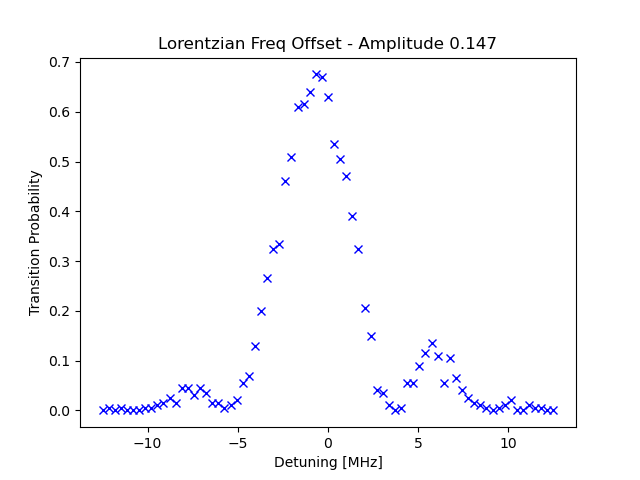 Lorentzian Freq Offset - Amplitude 0.147
Transition Probability
0.7
0.6
0.5
0.4
0.3
0.2
0.1
0.0
−10 −5 0 5 10
Detuning [MHz]